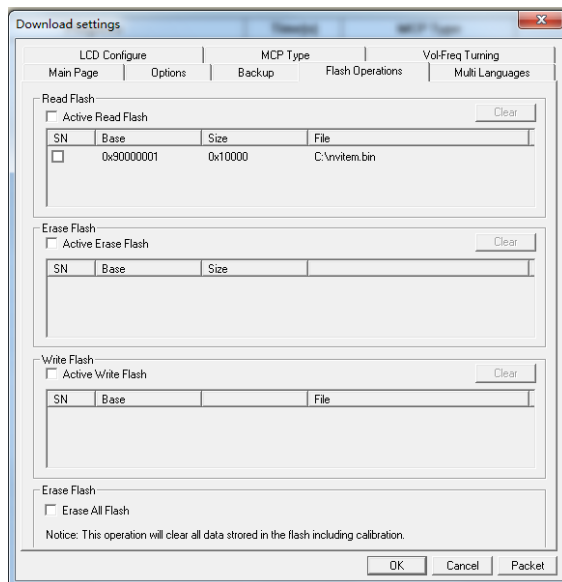 Download settings
LCD Configure MCP Type Vol-Freq Turning
Main Page Options Backup Flash Operations Multi Languages
Read Flash
Active Read Flash Clear
SN Base Size File
0x90000001 0x10000 C:\nvitem.bin
Erase Flash
Active Erase Flash Clear
SN Base Size
Write Flash
Active Write Flash Clear
SN Base File
Erase Flash
Erase All Flash
Notice: This operation will clear all data strored in the flash including calibration.
OK Cancel Packet